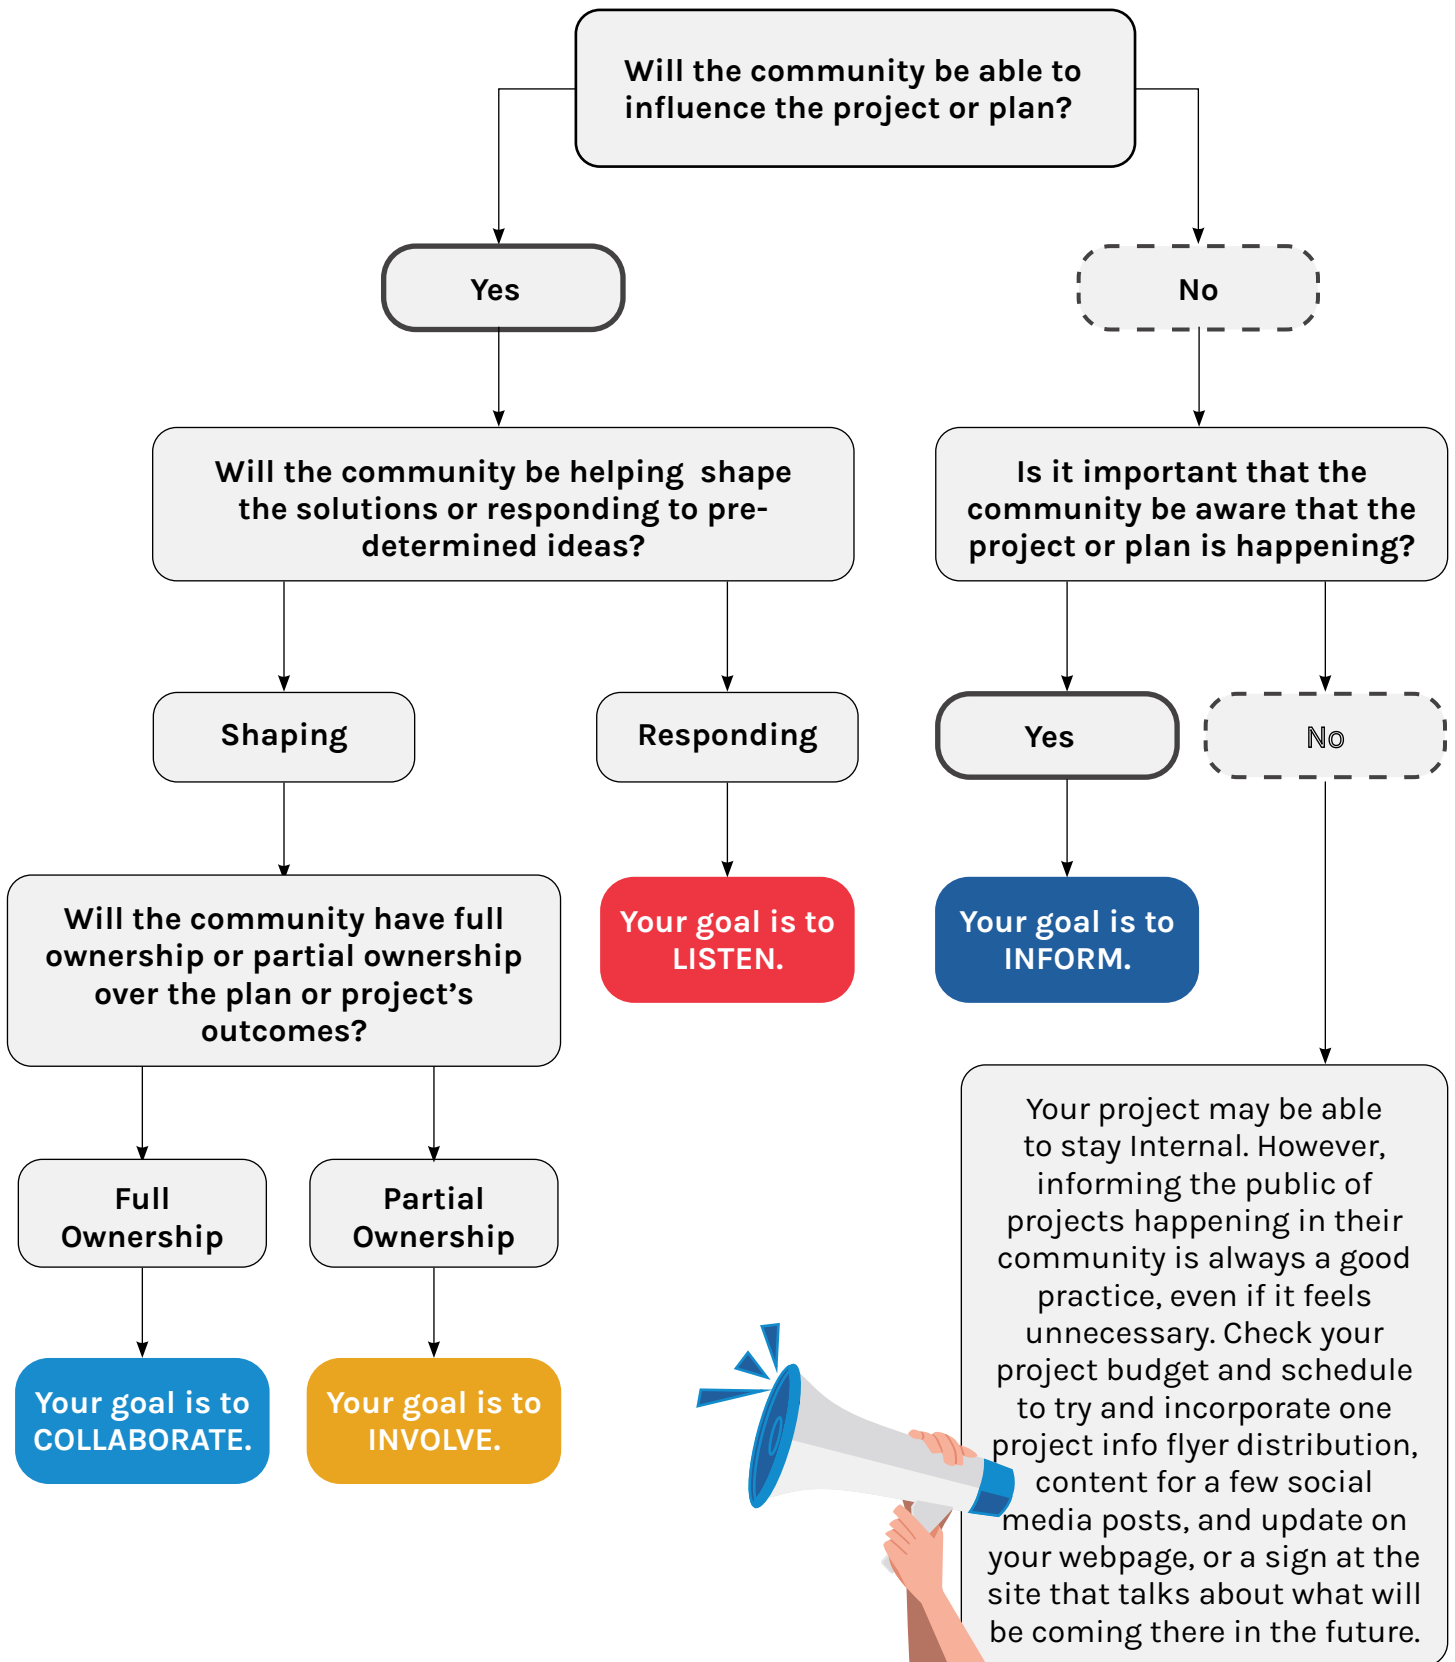 Will the community be able to
influence the project or plan?
Yes
No
Will the community be helping shape
the solutions or responding to pre-
determined ideas?
Is it important that the
community be aware that the
project or plan is happening?
Shaping
Responding
Yes
No
Will the community have full
ownership or partial ownership
over the plan or project’s
outcomes?
Your goal is to
LISTEN.
Your goal is to
INFORM.
Full
Ownership
Partial
Ownership
Your goal is to
COLLABORATE.
Your goal is to
INVOLVE.
Your project may be able
to stay Internal. However,
informing the public of
projects happening in their
community is always a good
practice, even if it feels
unnecessary. Check your
project budget and schedule
to try and incorporate one
project info flyer distribution,
content for a few social
media posts, and update on
your webpage, or a sign at the
site that talks about what will
be coming there in the future.